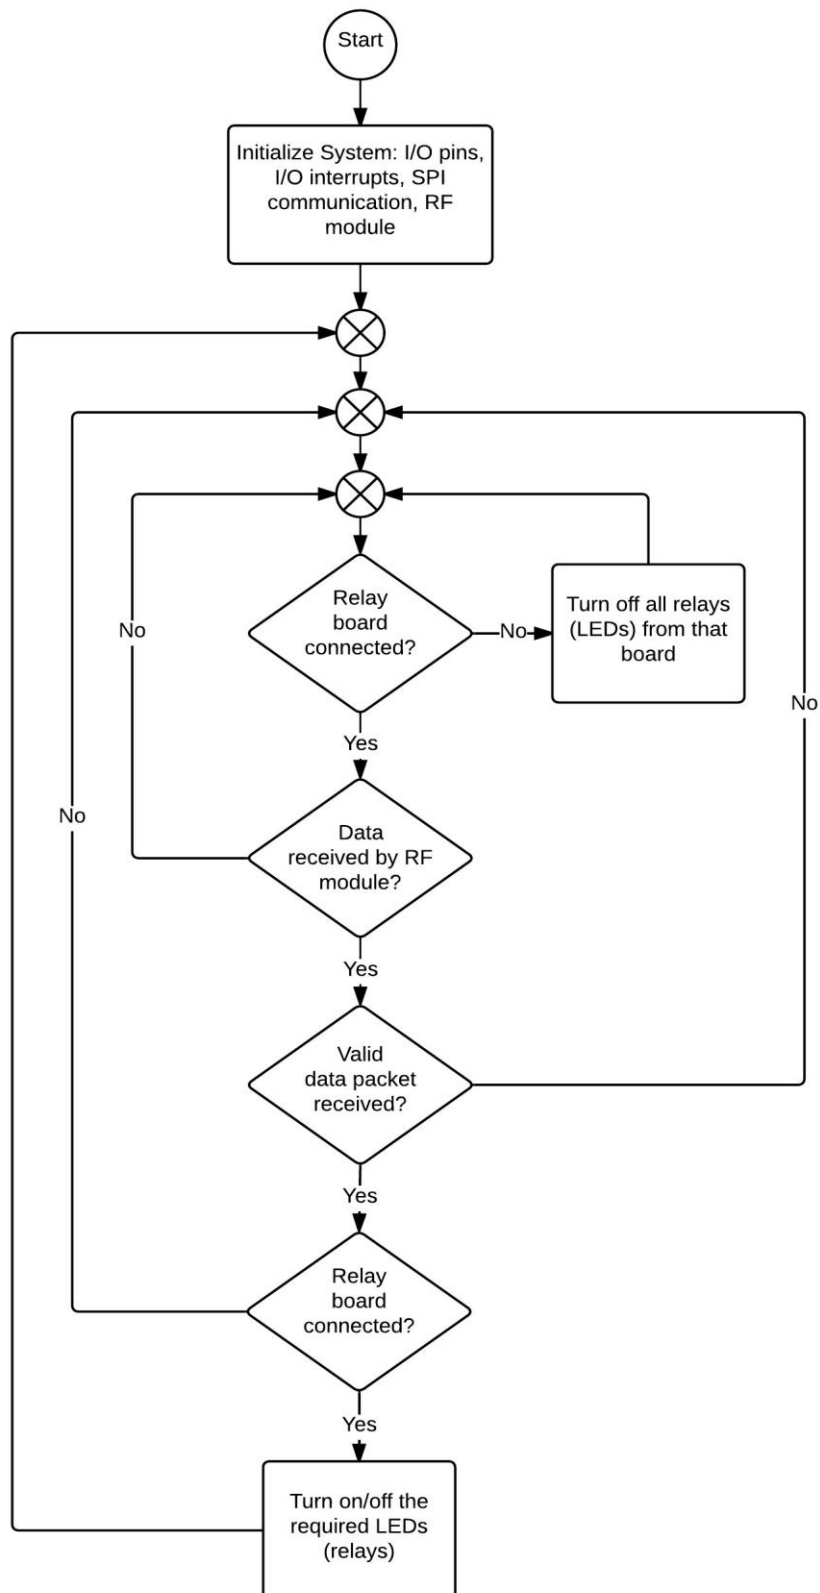 Start
Initialize System: I/O pins,
I/O interrupts, SPI
communication, RF
module
Relay
board
connected?
No
Turn off all relays
(LEDs) from that
board
No
No
Yes
No
Data
received by RF
module?
Yes
Valid
data packet
received?
Yes
Relay
board
connected?
Yes
Turn on/off the
required LEDs
(relays)